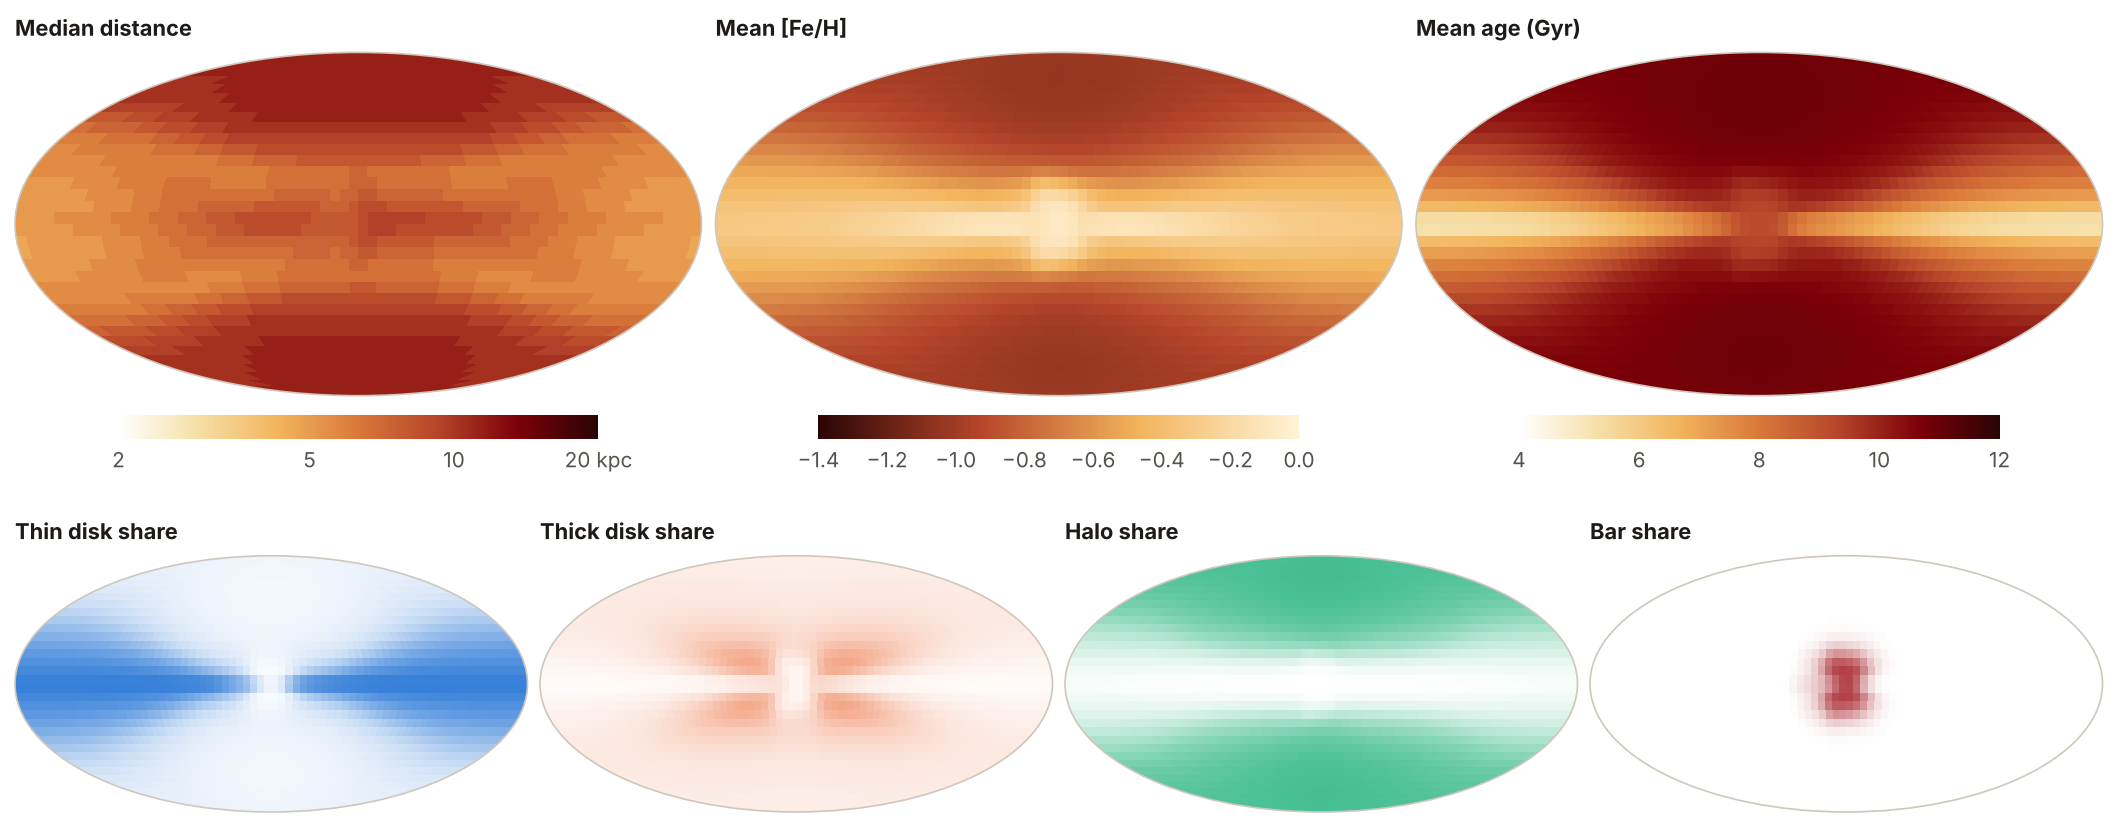 Median distance
Mean [Fe/H]
Mean age (Gyr)
2 5 10 20 kpc
−1.4 −1.2 −1.0 −0.8 −0.6 −0.4 −0.2 0.0
4 6 8 10 12
Thin disk share
Thick disk share
Halo share
Bar share